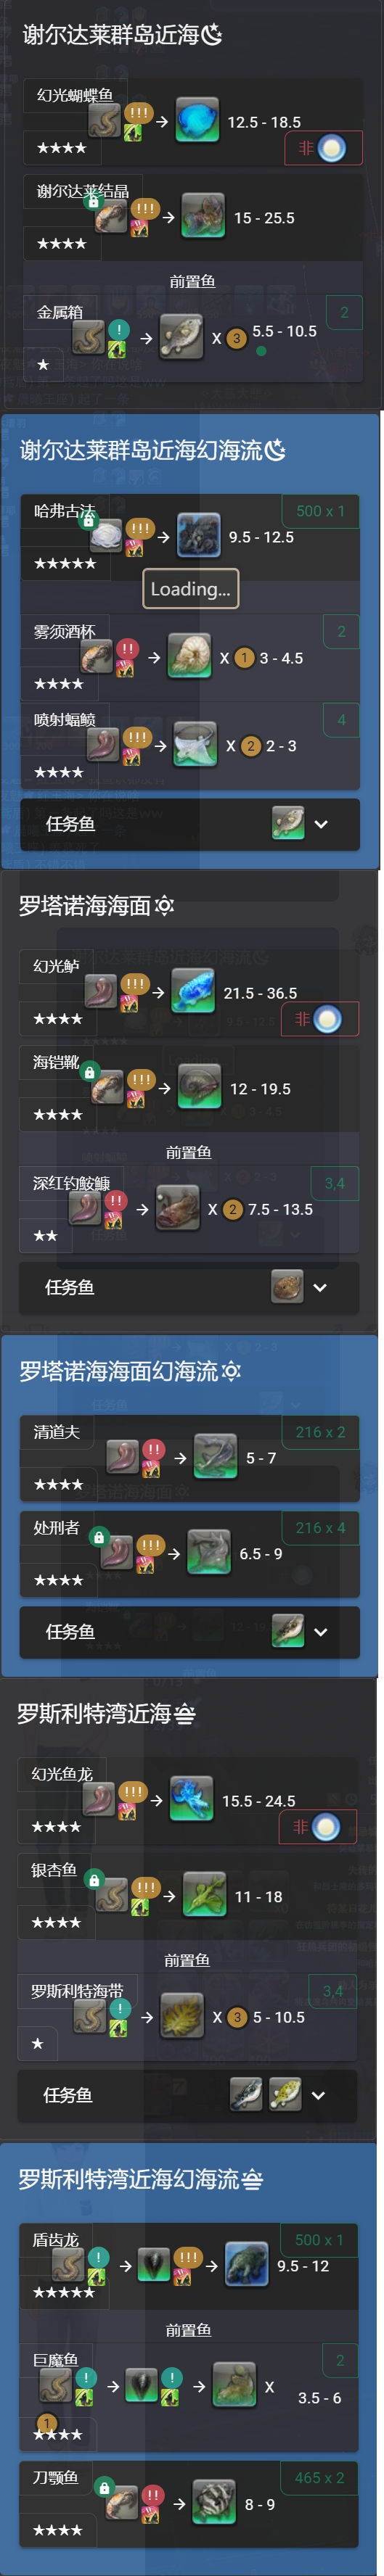 谢尔达莱群岛近海
幻光蝴蝶鱼
!!!
12.5 - 18.5
★★★★
非
谢尔达莱结晶
!!!
15 - 25.5
★★★★
前置鱼
金属箱
2
!
X 3 5.5 - 10.5
★
谢尔达莱群岛近海幻海流
哈弗古法
500 x 1
!!!
9.5 - 12.5
★★★★★
Loading...
雾须酒杯
2
!!
X 1 3 - 4.5
★★★★
喷射蝠鲼
4
!!!
X 2 2 - 3
★★★★
任务鱼
罗塔诺海海面
幻光鲈
!!!
21.5 - 36.5
★★★★
非
海铠靴
!!!
12 - 19.5
★★★★
前置鱼
深红钓鮟鱇
3,4
!!
X 2 7.5 - 13.5
★★
任务鱼
罗塔诺海海面幻海流
清道夫
216 x 2
!!
5 - 7
★★★★
处刑者
216 x 4
!!!
6.5 - 9
★★★★
任务鱼
罗斯利特湾近海
幻光鱼龙
!!!
15.5 - 24.5
★★★★
非
银杏鱼
!!!
11 - 18
★★★★
前置鱼
罗斯利特海带
3,4
!
X 3 5 - 10.5
★
任务鱼
罗斯利特湾近海幻海流
盾齿龙
500 x 1
!
!!!
9.5 - 12
★★★★★
前置鱼
巨魔鱼
2
!
!
X
3.5 - 6
1
★★★★
刀颚鱼
465 x 2
!!
8 - 9
★★★★